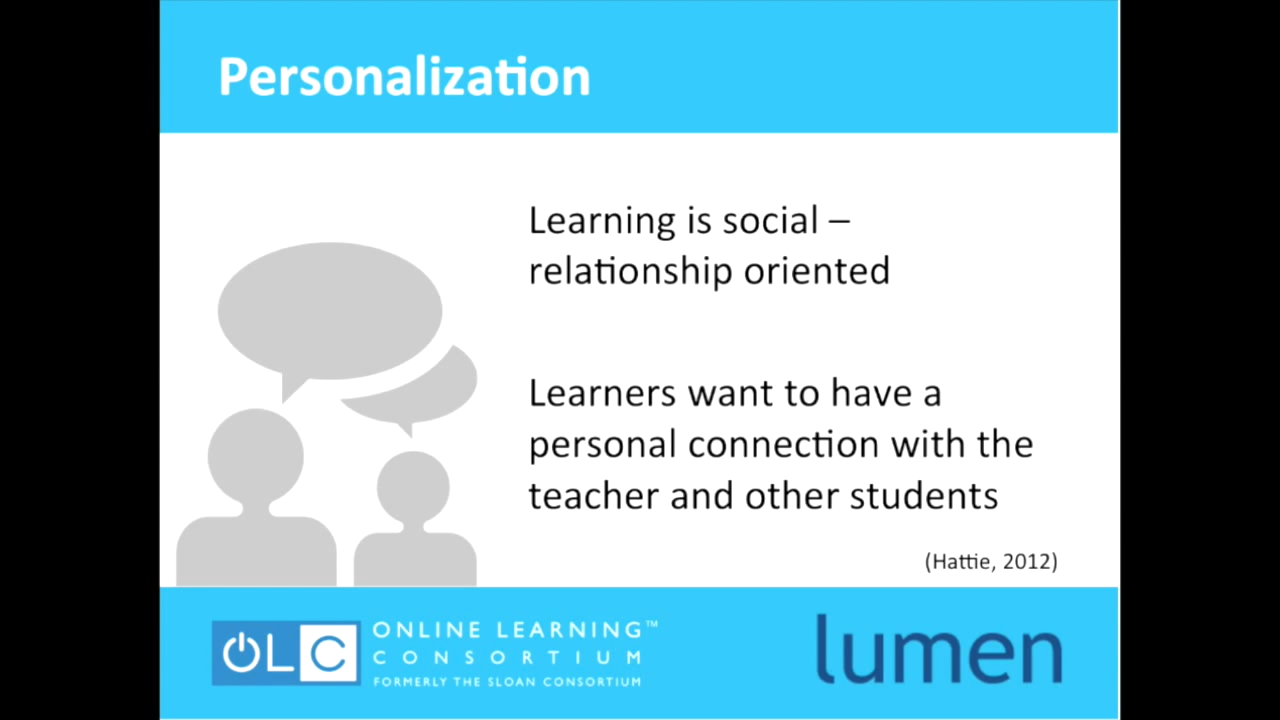 Personalization
Learning is social –
relationship oriented
Learners want to have a
personal connection with the
teacher and other students
(Hattie, 2012)
OLC
ONLINE LEARNING™
CONSORTIUM
FORMERLY THE SLOAN CONSORTIUM
lumen